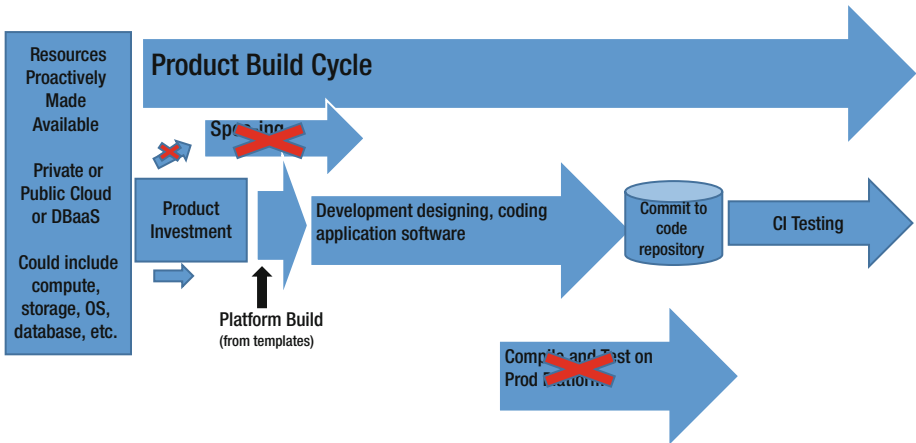 Resources
Proactively
Made
Available
Private or
Public Cloud
or DBaaS
Could include
compute,
storage, OS,
database, etc.
Product Build Cycle
Product
Investment
Platform Build
(from templates)
Development designing, coding
application software
Commit to
code
repository
CI Testing
Compile and Test on
Prod Platform